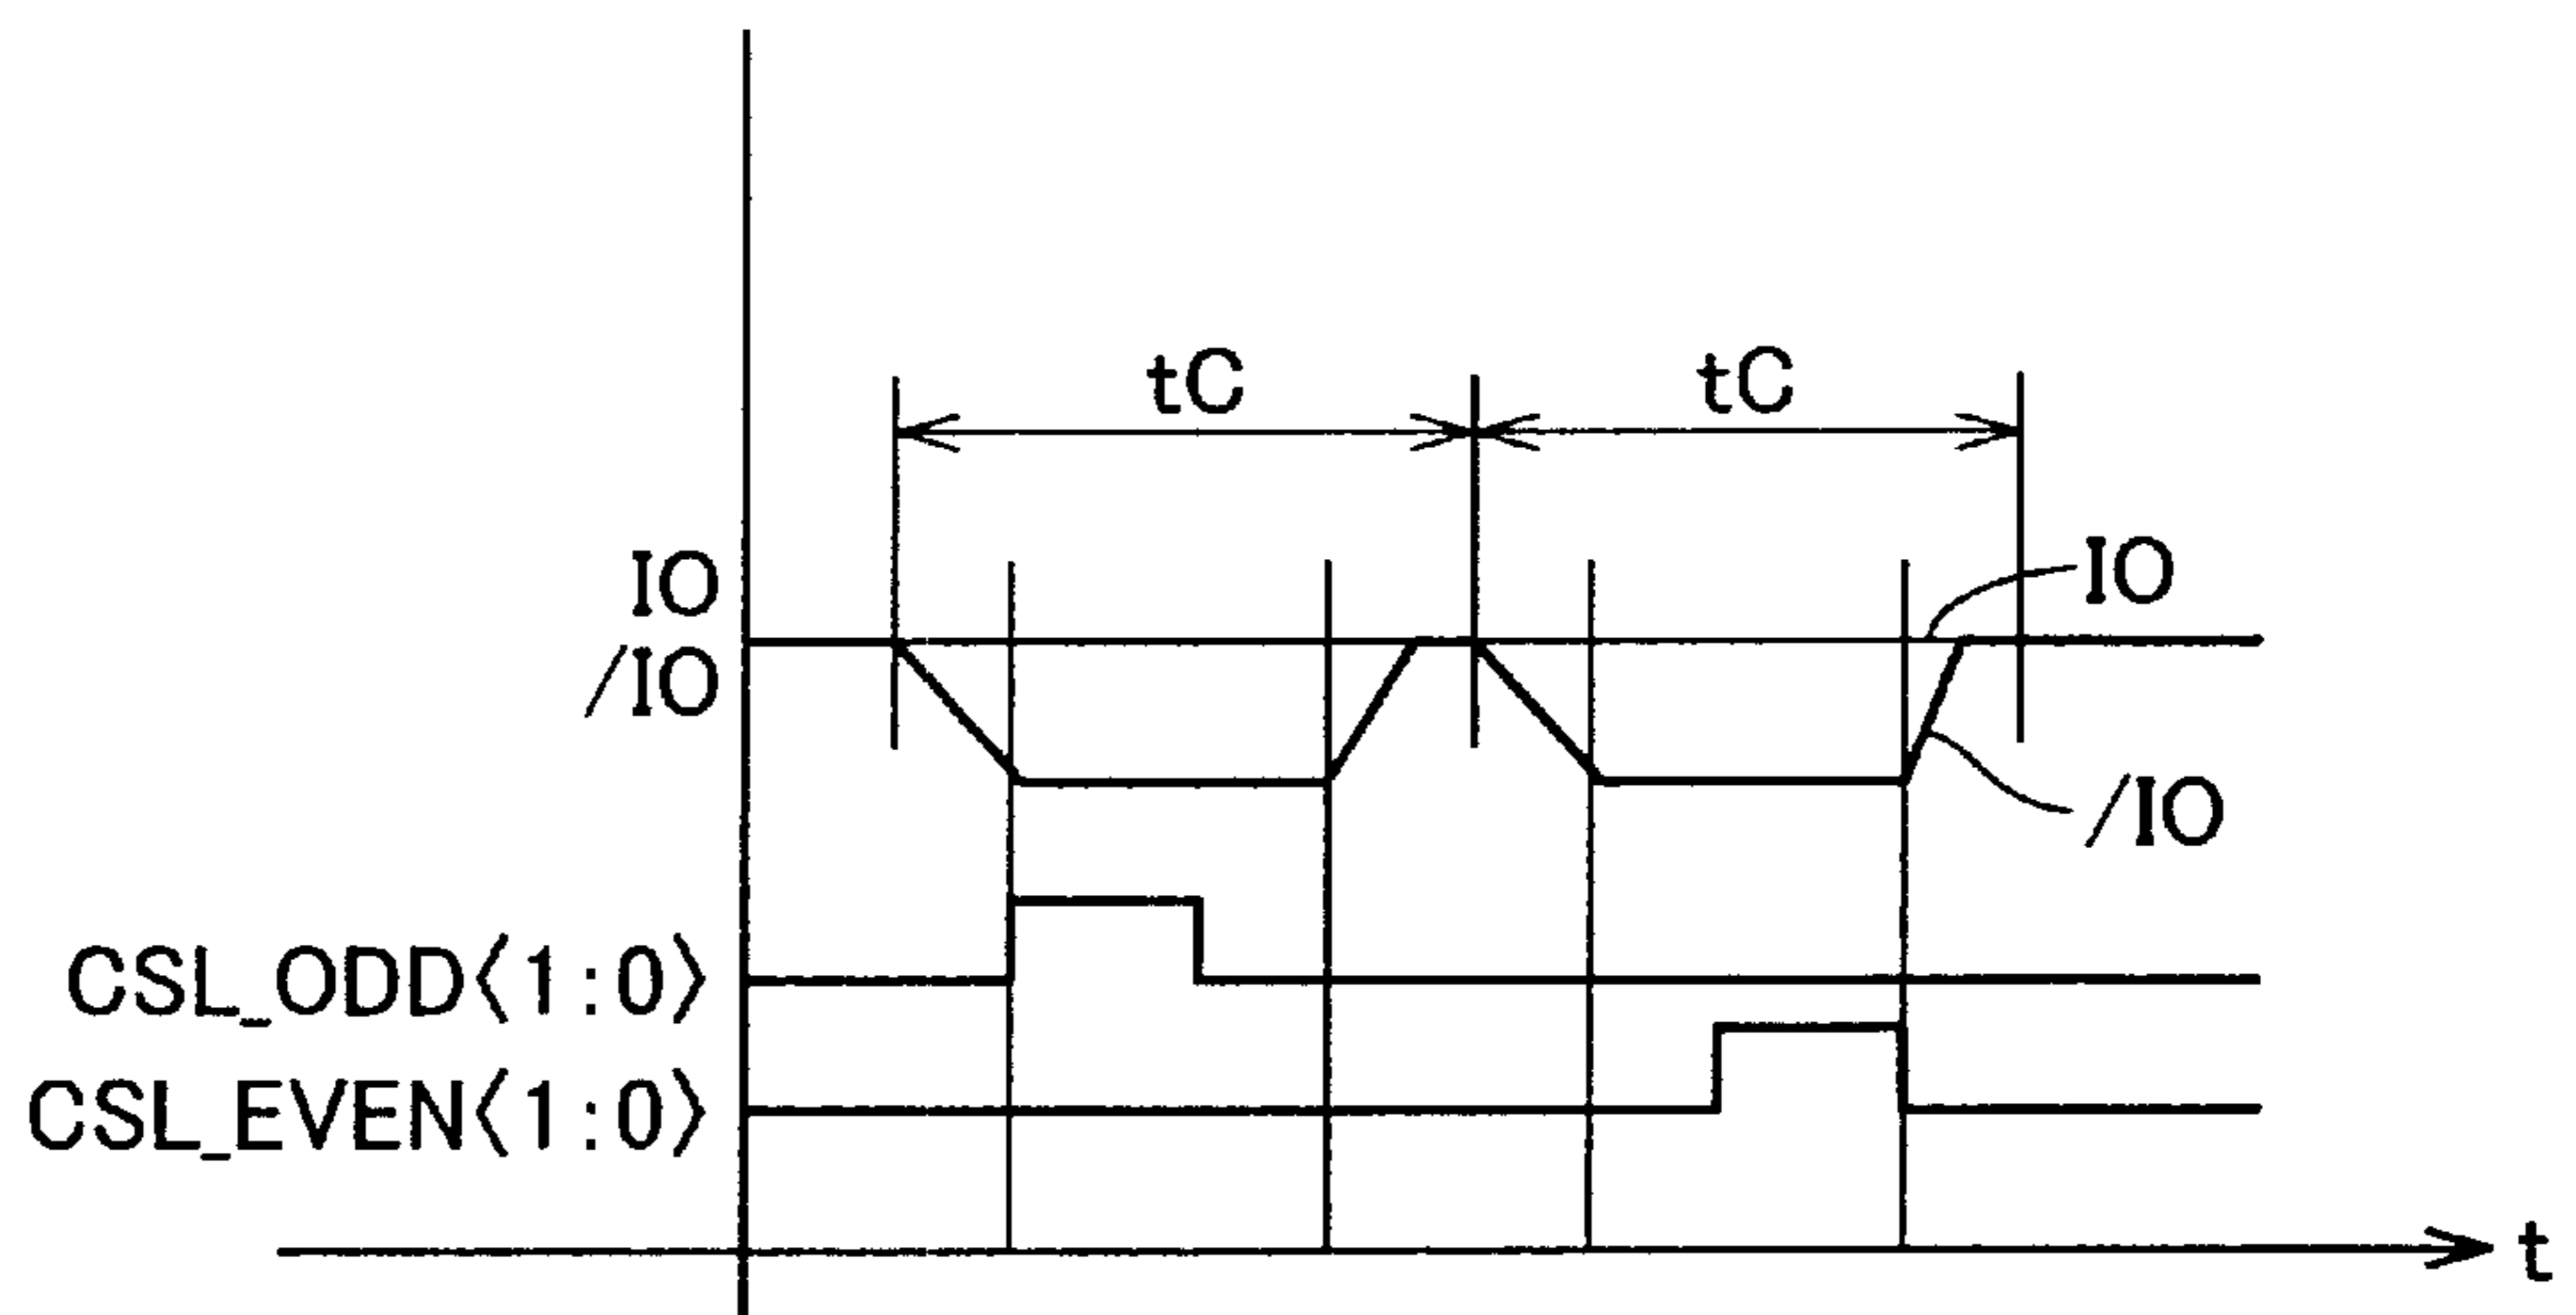 tC tC
IO
/IO
IO
/IO
CSL_ODD〈1:0〉
CSL_EVEN〈1:0〉
t